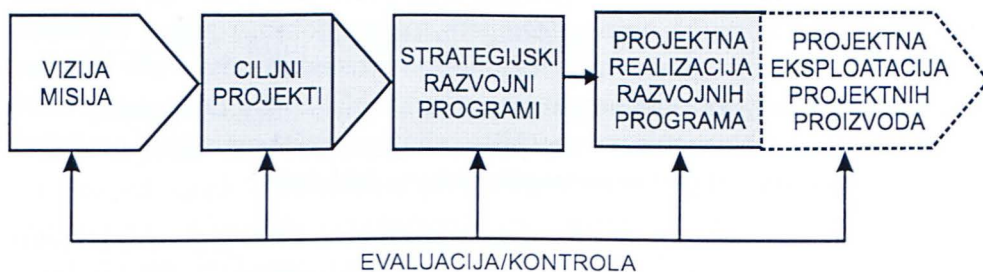 VIZIJA
MISIJA
CILJNI
PROJEKTI
STRATEGIJSKI
RAZVOJNI
PROGRAMI
PROJEKTNA
REALIZACIJA
RAZVOJNIH
PROGRAMA
PROJEKTNA
EKSPLOATACIJA
PROJEKTNIH
PROIZVODA
EVALUACIJA/KONTROLA